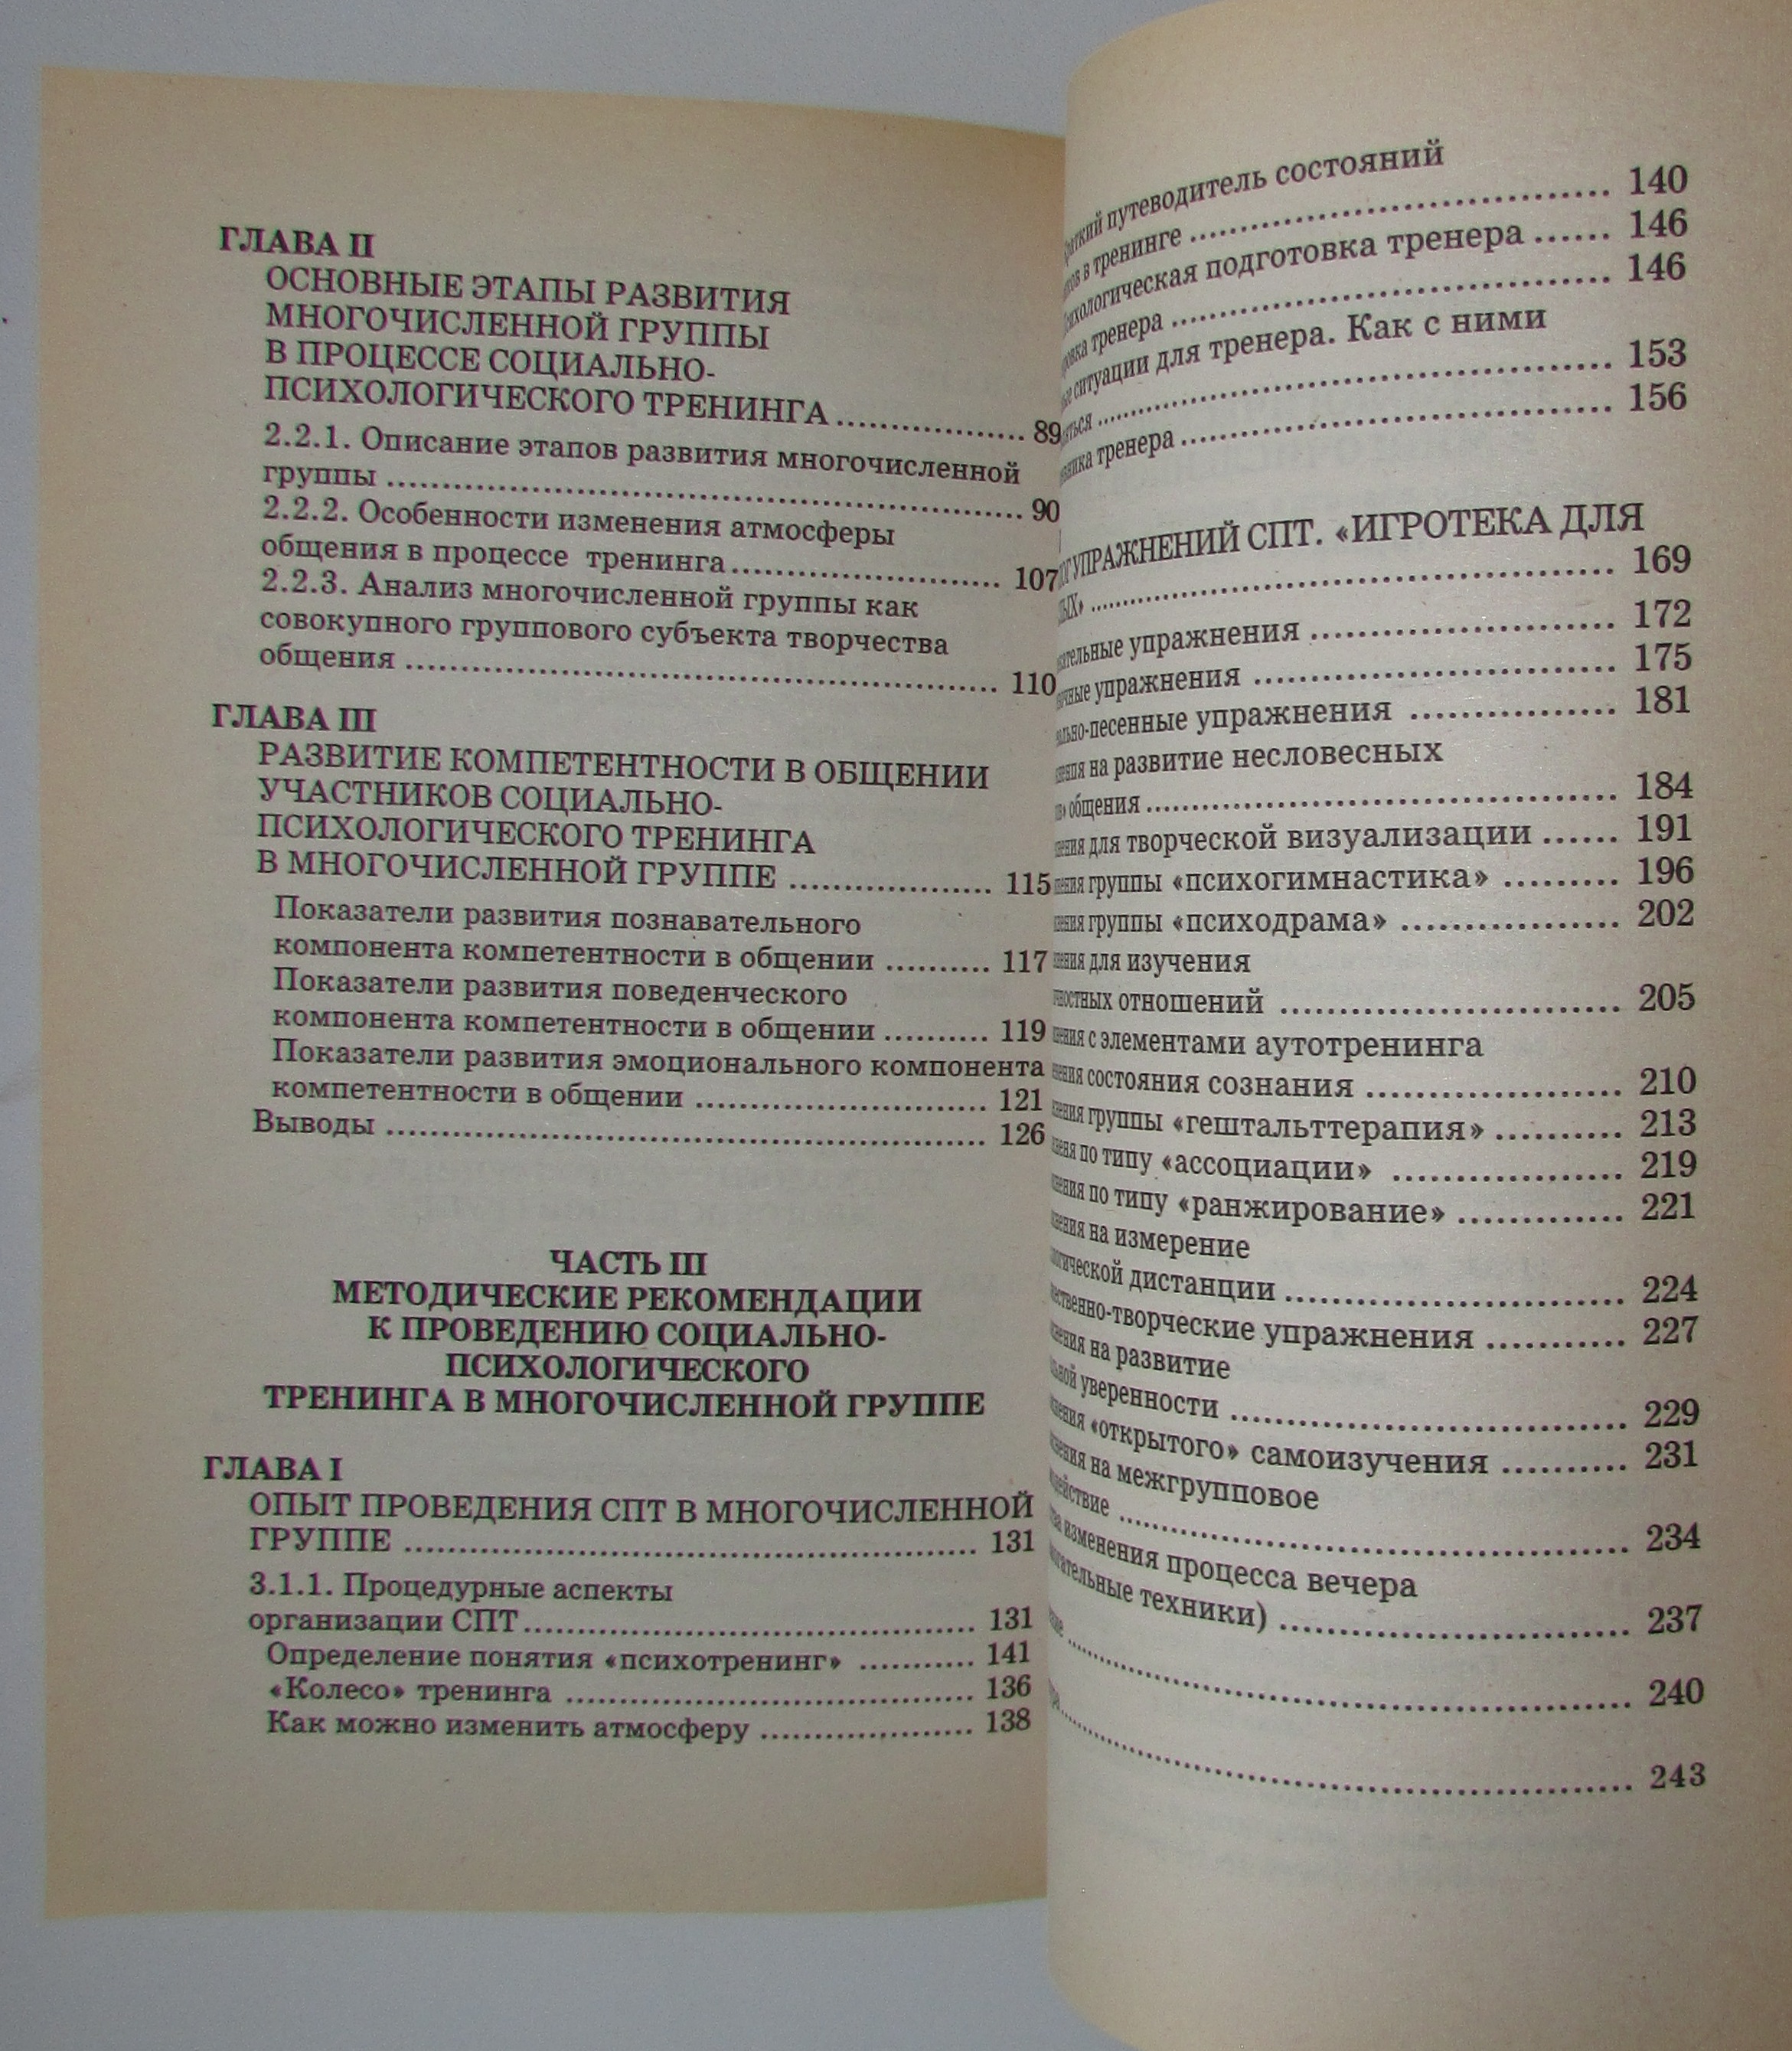 ГЛАВА II
ОСНОВНЫЕ ЭТАПЫ РАЗВИТИЯ
МНОГОЧИСЛЕННОЙ ГРУППЫ
В ПРОЦЕССЕ СОЦИАЛЬНО-
ПСИХОЛОГИЧЕСКОГО ТРЕНИНГА .................. 89
2.2.1. Описание этапов развития многочисленной
группы ............................................................ 90
2.2.2. Особенности изменения атмосферы
общения в процессе тренинга.......................... 107
2.2.3. Анализ многочисленной группы как
совокупного группового субъекта творчества
общения ......................................................... 110
ГЛАВА III
РАЗВИТИЕ КОМПЕТЕНТНОСТИ В ОБЩЕНИИ
УЧАСТНИКОВ СОЦИАЛЬНО-
ПСИХОЛОГИЧЕСКОГО ТРЕНИНГА
В МНОГОЧИСЛЕННОЙ ГРУППЕ ................... 115
Показатели развития познавательного
компонента компетентности в общении .......... 117
Показатели развития поведенческого
компонента компетентности в общении .......... 119
Показатели развития эмоционального компонента
компетентности в общении ........................... 121
Выводы ......................................................... 126
ЧАСТЬ III
МЕТОДИЧЕСКИЕ РЕКОМЕНДАЦИИ
К ПРОВЕДЕНИЮ СОЦИАЛЬНО-
ПСИХОЛОГИЧЕСКОГО
ТРЕНИНГА В МНОГОЧИСЛЕННОЙ ГРУППЕ
ГЛАВА I
ОПЫТ ПРОВЕДЕНИЯ СПТ В МНОГОЧИСЛЕННОЙ
ГРУППЕ ...................................................... 131
3.1.1. Процедурные аспекты
организации СПТ........................................... 131
Определение понятия «психотренинг» ........... 141
«Колесо» тренинга ....................................... 136
Как можно изменить атмосферу .................... 138
путеводитель состояний
в тренинге ........................................ 140
подготовка тренера ...... 146
тренера ........................................ 146
ситуации для тренера. Как с ними
........................................ 153
тренера ........................................ 156
УПРАЖНЕНИЙ СПТ. «ИГРОТЕКА ДЛЯ
........................................ 169
упражнения ........................... 172
упражнения ................................ 175
упражнения .................. 181
на развитие несловесных
общения ........................................ 184
для творческой визуализации ...... 191
группы «психогимнастика» ......... 196
группы «психодрама» .................. 202
для изучения
отношений ............................. 205
с элементами аутотренинга
состояния сознания ...................... 210
группы «гештальттерапия» .......... 213
по типу «ассоциации» ................... 219
по типу «ранжирование» ............. 221
на измерение
дистанции ............................. 224
упражнения ........... 227
на развитие
уверенности ................................. 229
«открытого» самоизучения .......... 231
на межгрупповое
........................................ 234
изменения процесса вечера
техники) .............................. 237
........................................ 240
........................................ 243